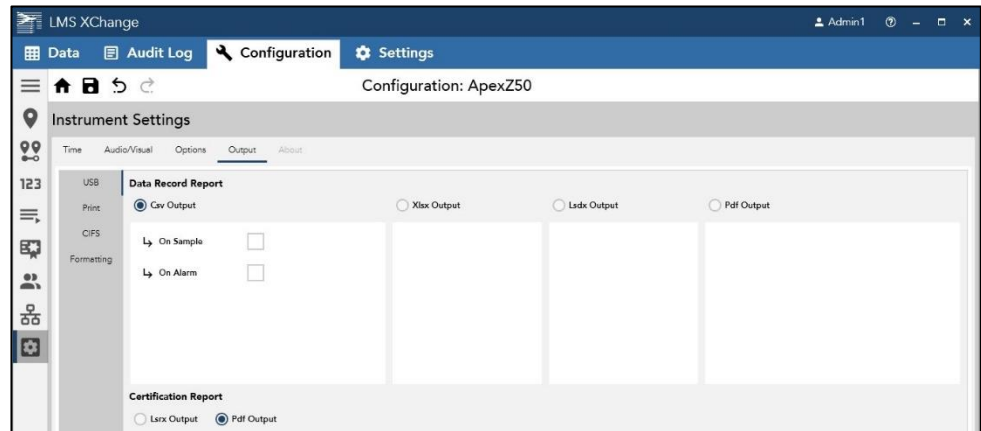 LMS XChange Admin1
Data Audit Log Configuration Settings
Configuration: ApexZ50
Instrument Settings
Time Audio/Visual Options Output About
USB
Print
CIFS
Formatting
Data Record Report
Csv Output Xlsx Output Lsdx Output Pdf Output
On Sample
On Alarm
Certification Report
Lsrx Output Pdf Output
123